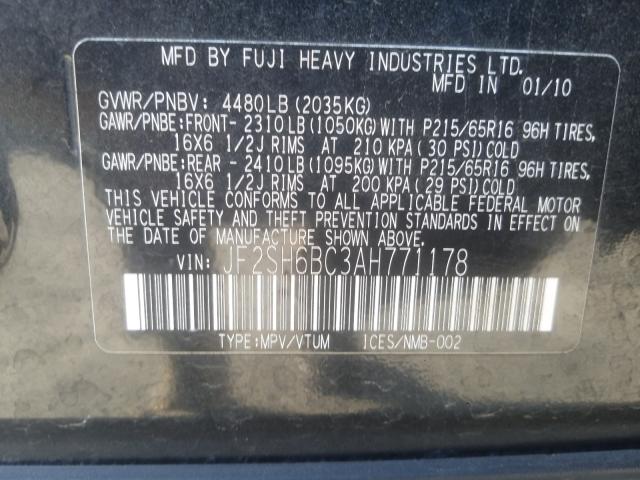 MFD BY FUJI HEAVY INDUSTRIES LTD.
MFD IN 01/10
GVWR/PNBV: 4480LB(2035KG)
GAWR/PNBE:FRONT- 2310LB(1050KG)WITH P215/65R16 96H TIRES,
16X6 1/2J RIMS AT 210 KPA( 30 PSI)COLD
GAWR/PNBE:REAR - 2410LB(1095KG)WITH P215/65R16 96H TIRES,
16X6 1/2J RIMS AT 200 KPA( 29 PSI)COLD
THIS VEHICLE CONFORMS TO ALL APPLICABLE FEDERAL MOTOR
VEHICLE SAFETY AND THEFT PREVENTION STANDARDS IN EFFECT ON
THE DATE OF MANUFACTURE SHOWN ABOVE.
VIN: JF2SH6BC3AH771178
TYPE:MPV/VTUM ICES/NMB-002